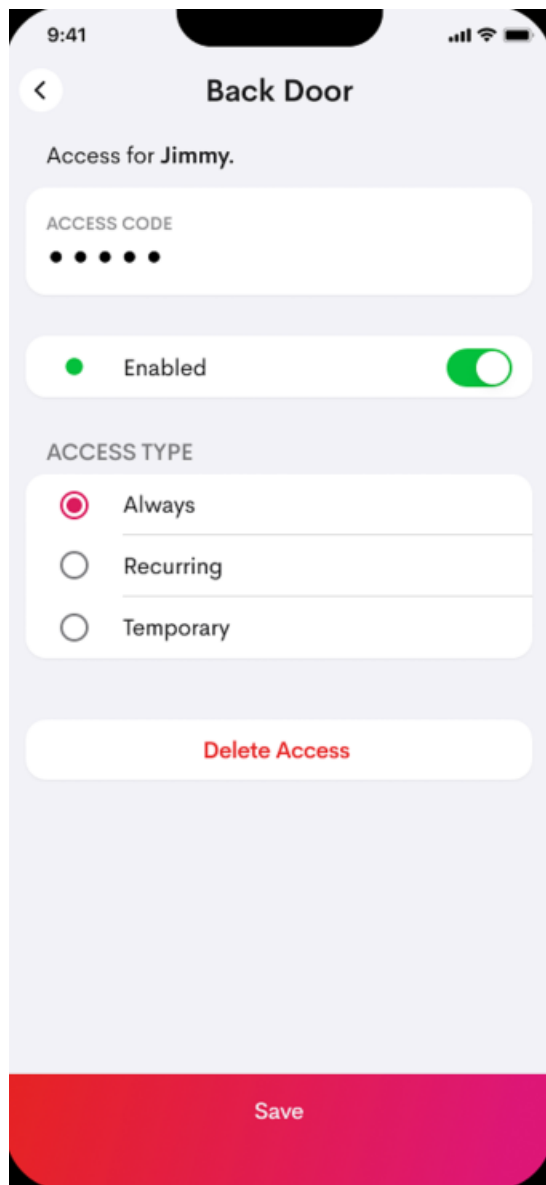 9:41
Back Door
Access for Jimmy.
ACCESS CODE
•••••
Enabled
ACCESS TYPE
Always
Recurring
Temporary
Delete Access
Save